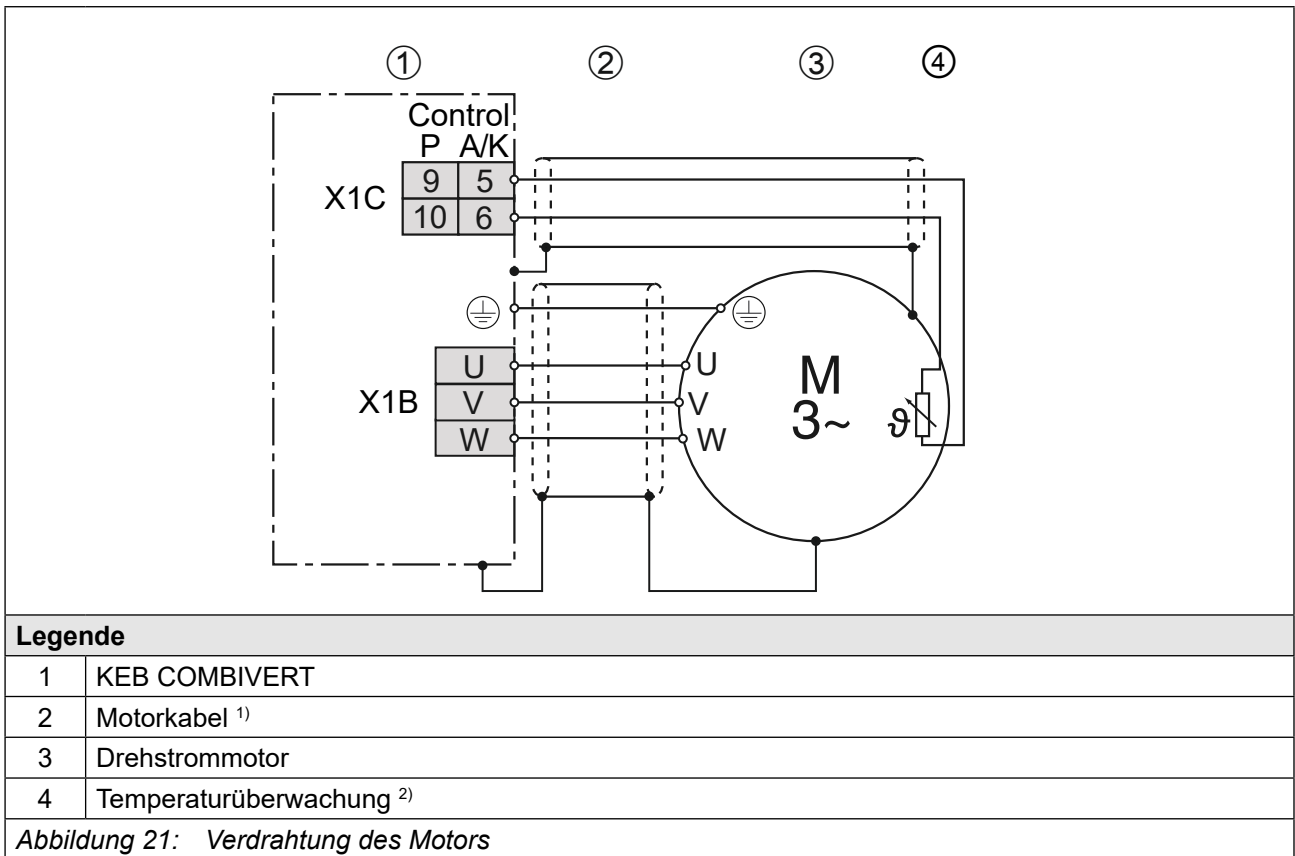 ① ② ③ ④
Control
P A/K
X1C
9 5
10 6
X1B
U
V
W
U
V
W
M
3~
ϑ
Legende
1 KEB COMBIVERT
2 Motorkabel 1)
3 Drehstrommotor
4 Temperaturüberwachung 2)
Abbildung 21: Verdrahtung des Motors